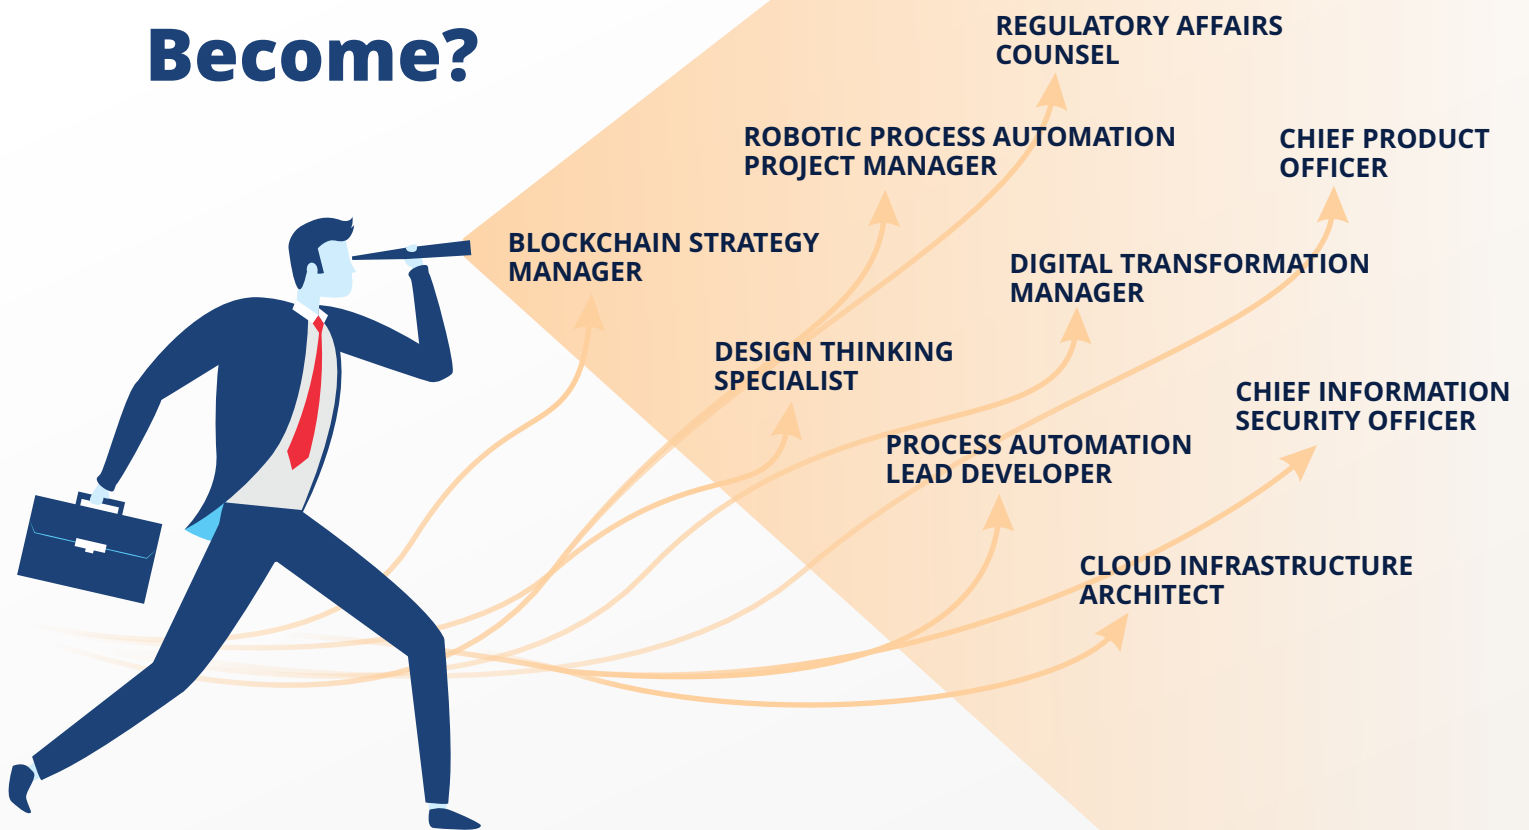 Become?
REGULATORY AFFAIRS
COUNSEL
ROBOTIC PROCESS AUTOMATION
PROJECT MANAGER
CHIEF PRODUCT
OFFICER
BLOCKCHAIN STRATEGY
MANAGER
DIGITAL TRANSFORMATION
MANAGER
DESIGN THINKING
SPECIALIST
CHIEF INFORMATION
SECURITY OFFICER
PROCESS AUTOMATION
LEAD DEVELOPER
CLOUD INFRASTRUCTURE
ARCHITECT